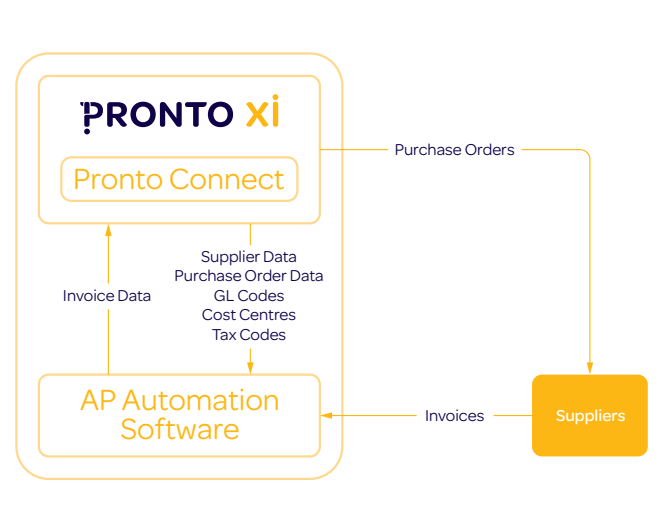 PRONTO xi
Pronto Connect
Purchase Orders
Supplier Data
Purchase Order Data
GL Codes
Cost Centres
Tax Codes
Invoice Data
AP Automation
Software
Invoices
Suppliers